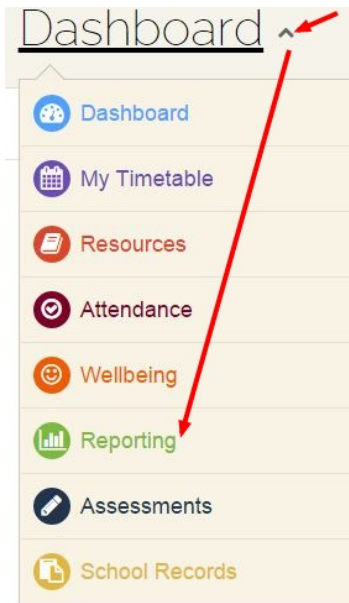 Dashboard
Dashboard
My Timetable
Resources
Attendance
Wellbeing
Reporting
Assessments
School Records